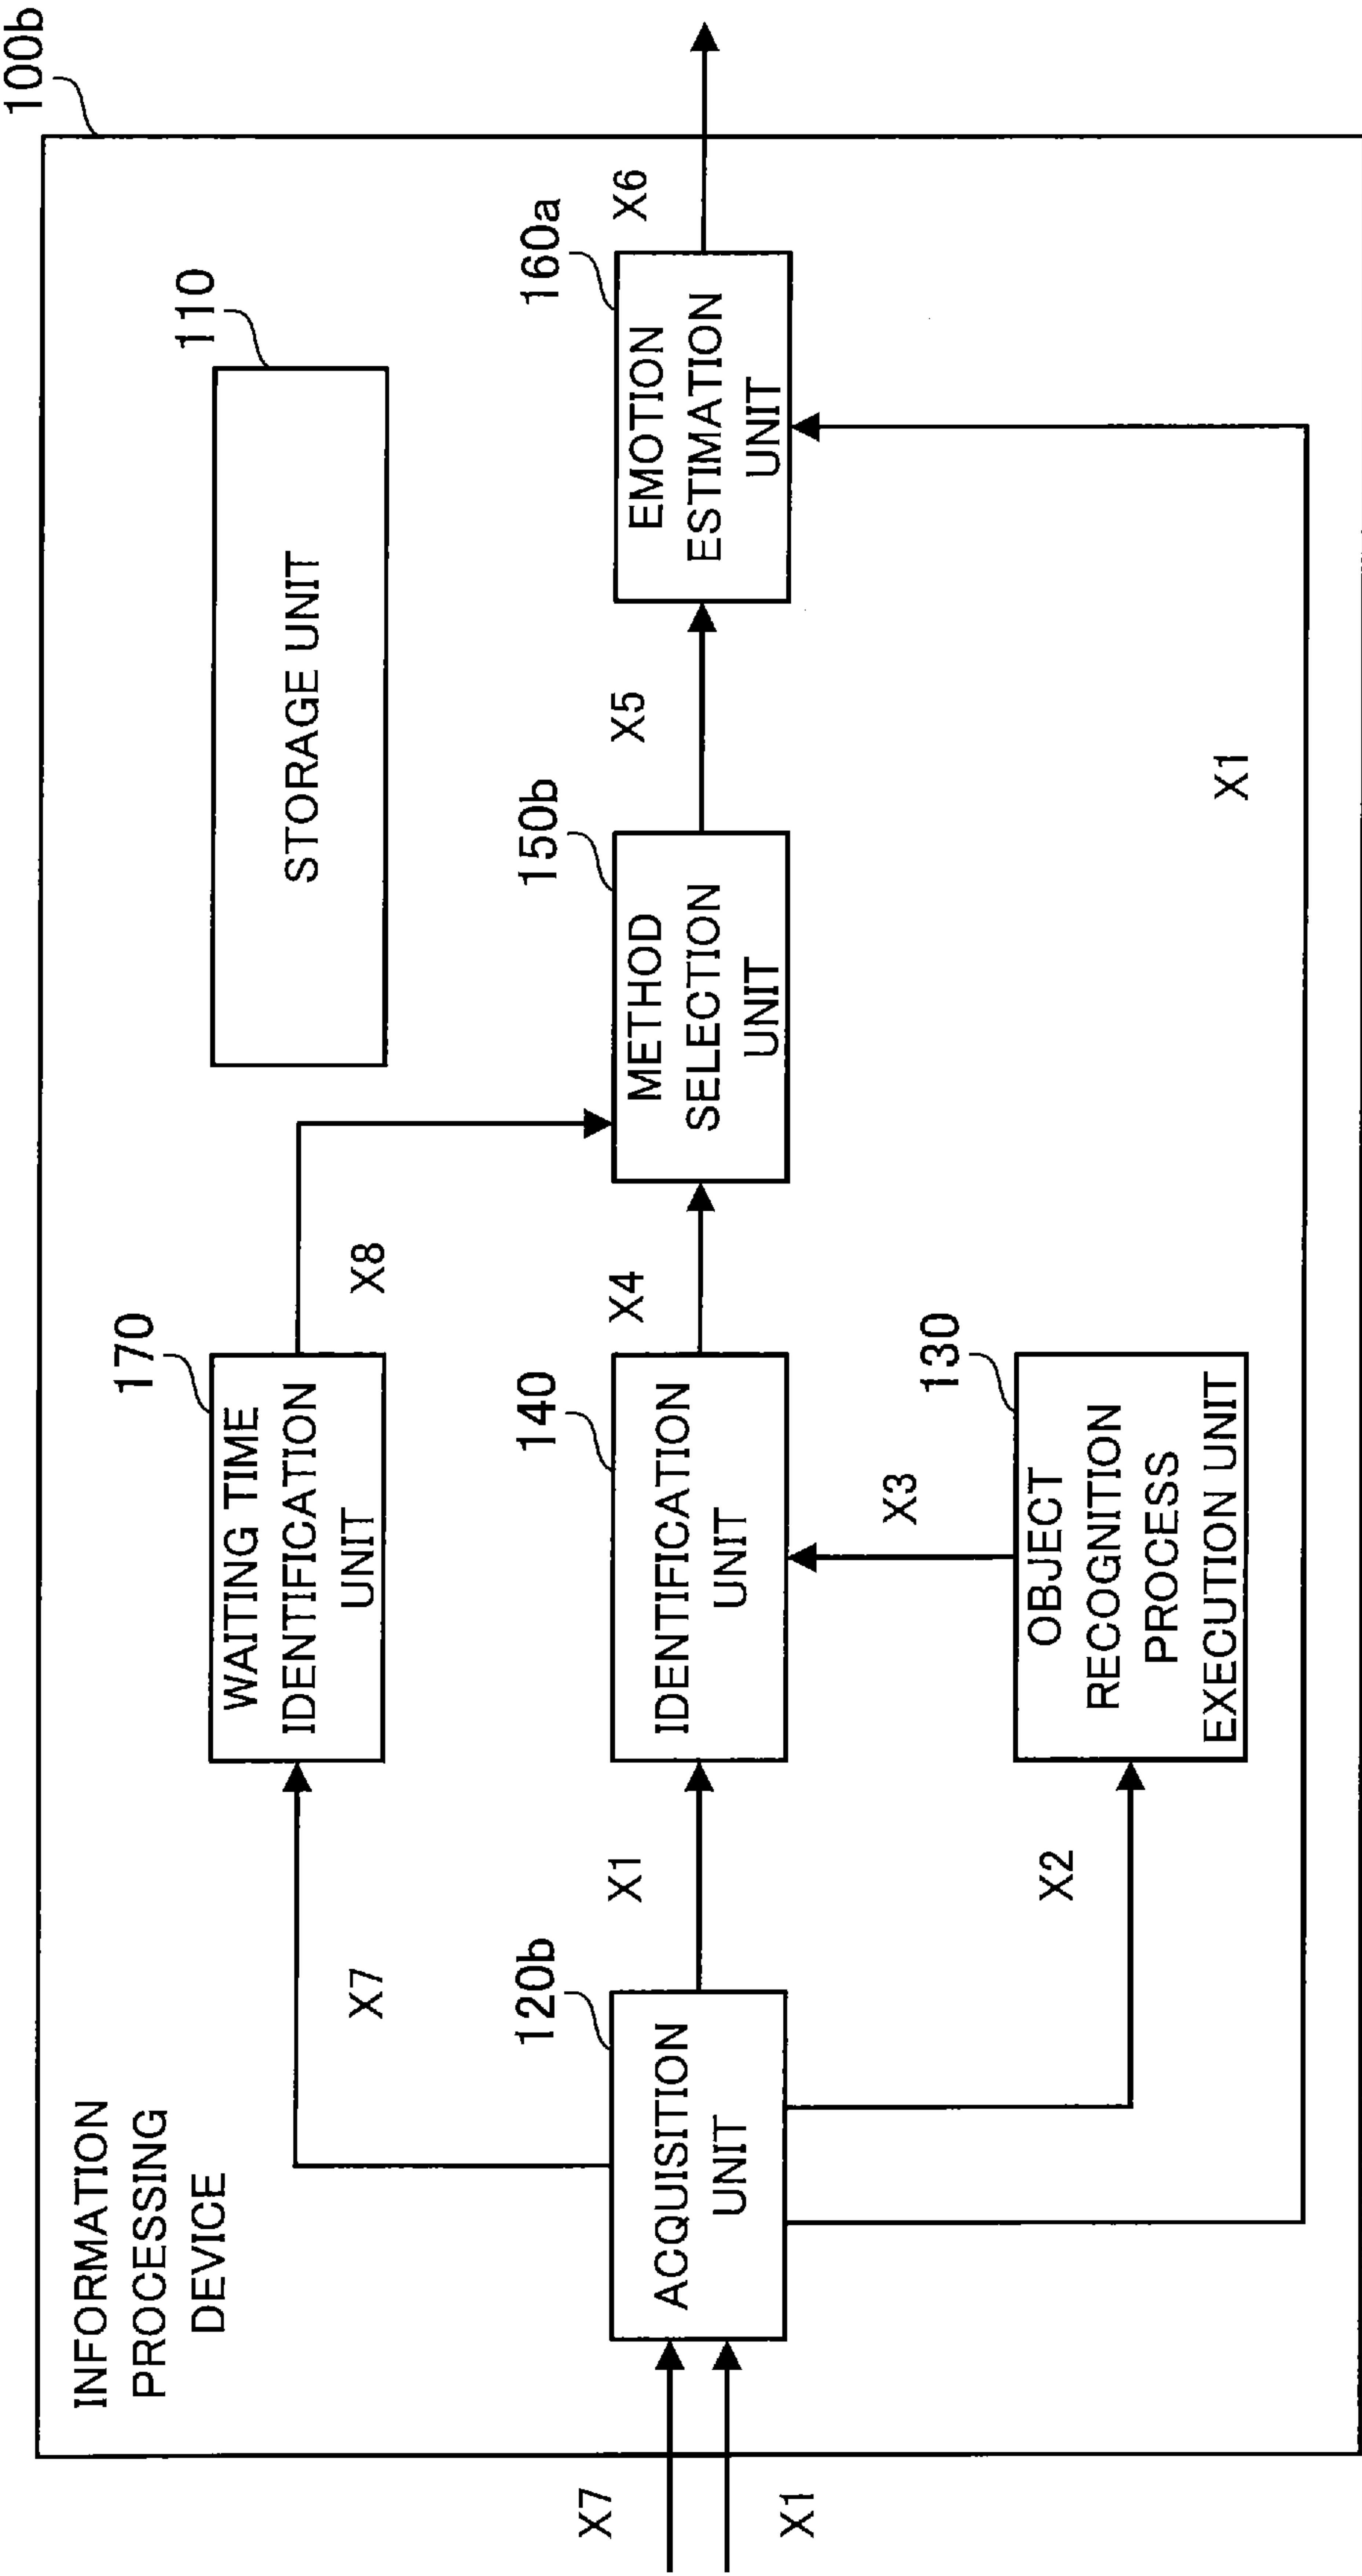 100b
INFORMATION
PROCESSING
DEVICE
110
STORAGE UNIT
170
WAITING TIME
IDENTIFICATION
UNIT
X7
X8
X7
X1
120b
ACQUISITION
UNIT
X1
140
IDENTIFICATION
UNIT
X4
150b
METHOD
SELECTION
UNIT
X5
160a
EMOTION
ESTIMATION
UNIT
X6
X2
X3
130
OBJECT
RECOGNITION
PROCESS
EXECUTION UNIT
X1